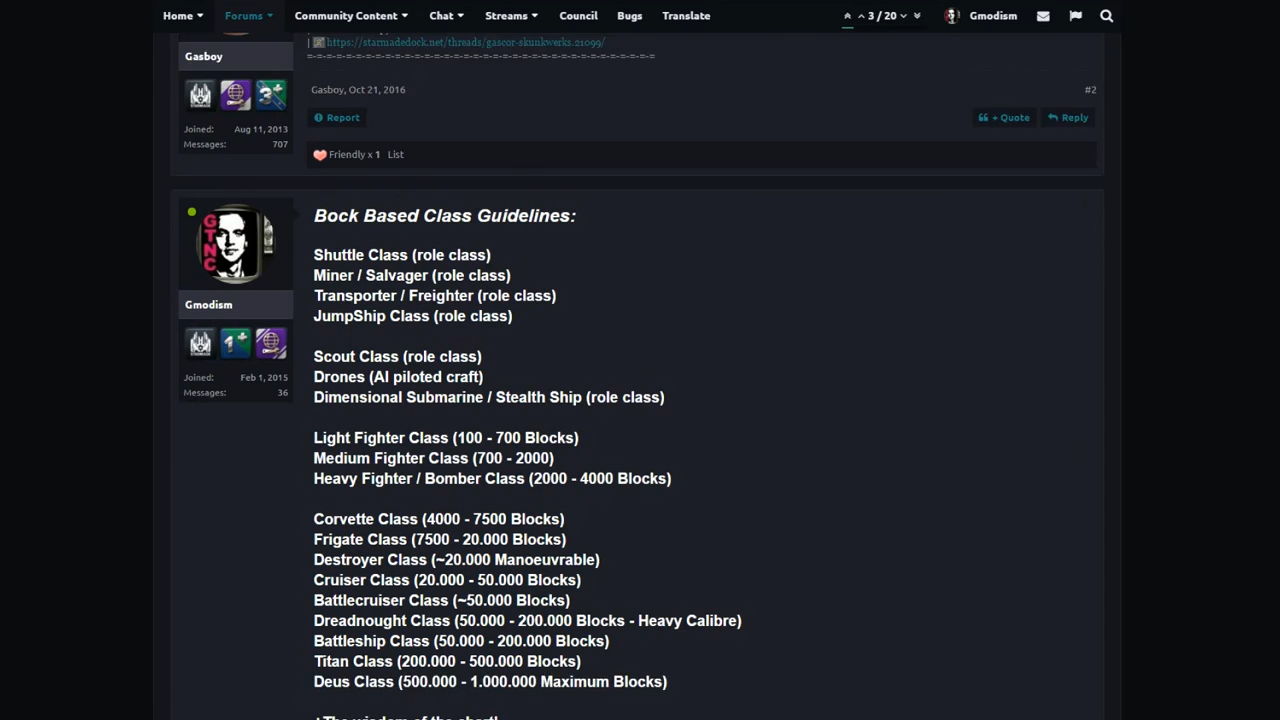 Home Forums Community Content Chat Streams Council Bugs Translate 3 / 20 Gmodism
https://starmadedock.net/threads/gascor-skunkwerks.21099/
=-=-=-=-=-=-=-=-=-=-=-=-=-=-=-=-=-=-=-=-=-=-=-=-=-=-=-=-=
Gasboy
Gasboy, Oct 21, 2016 #2
Joined: Aug 11, 2013
Messages: 707
Report + Quote Reply
Friendly x 1 List
GTNC
Gmodism
Joined: Feb 1, 2015
Messages: 36
Bock Based Class Guidelines:
Shuttle Class (role class)
Miner / Salvager (role class)
Transporter / Freighter (role class)
JumpShip Class (role class)
Scout Class (role class)
Drones (AI piloted craft)
Dimensional Submarine / Stealth Ship (role class)
Light Fighter Class (100 - 700 Blocks)
Medium Fighter Class (700 - 2000)
Heavy Fighter / Bomber Class (2000 - 4000 Blocks)
Corvette Class (4000 - 7500 Blocks)
Frigate Class (7500 - 20.000 Blocks)
Destroyer Class (~20.000 Manoeuvrable)
Cruiser Class (20.000 - 50.000 Blocks)
Battlecruiser Class (~50.000 Blocks)
Dreadnought Class (50.000 - 200.000 Blocks - Heavy Calibre)
Battleship Class (50.000 - 200.000 Blocks)
Titan Class (200.000 - 500.000 Blocks)
Deus Class (500.000 - 1.000.000 Maximum Blocks)
+The wisdom of the chart!